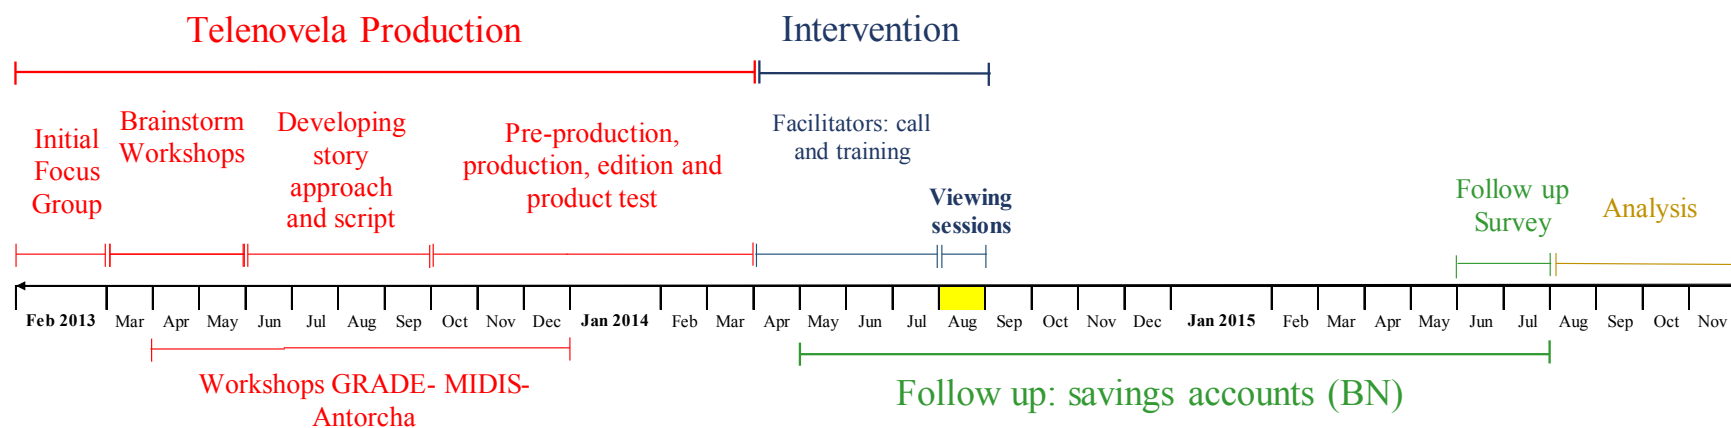 Telenovela Production
Intervention
Initial
Focus
Group
Brainstorm
Workshops
Developing
story
approach
and script
Pre-production,
production, edition and
product test
Facilitators: call
and training
Viewing
sessions
Follow up
Survey
Analysis
Feb 2013 Mar Apr May Jun Jul Aug Sep Oct Nov Dec Jan 2014 Feb Mar Apr May Jun Jul Aug Sep Oct Nov Dec Jan 2015 Feb Mar Apr May Jun Jul Aug Sep Oct Nov
Workshops GRADE- MIDIS-
Antorcha
Follow up: savings accounts (BN)